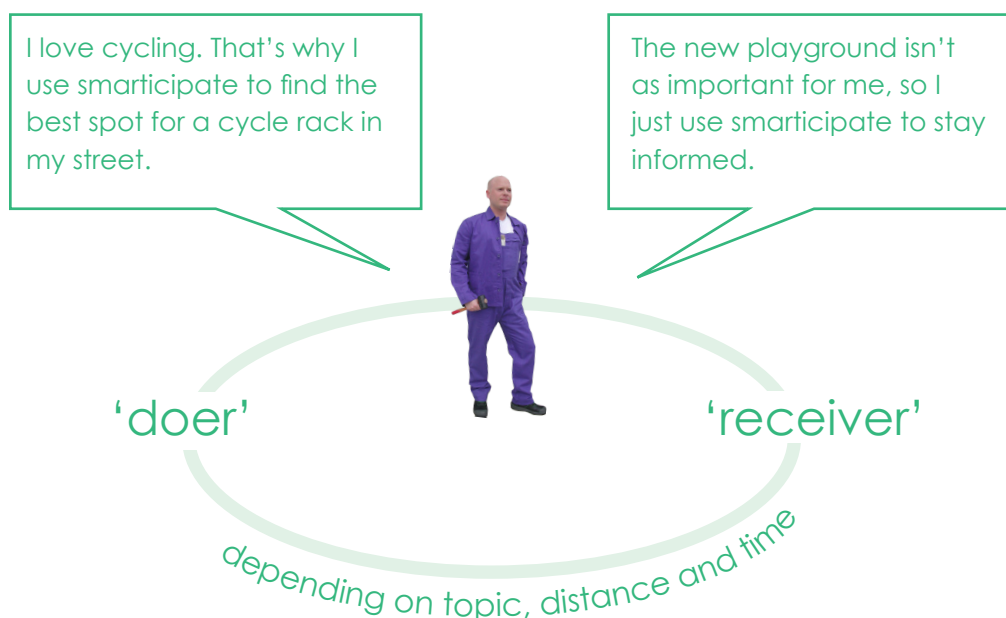 I love cycling. That’s why I
use smarticipate to find the
best spot for a cycle rack in
my street.
The new playground isn’t
as important for me, so I
just use smarticipate to stay
informed.
‘doer’
‘receiver’
depending on topic, distance and time